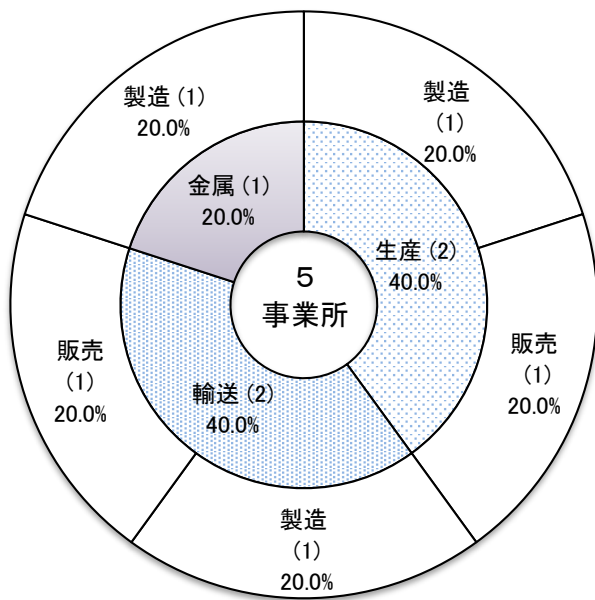 製造(1)
20.0%
製造
(1)
20.0%
金属(1)
20.0%
生産(2)
40.0%
5
事業所
販売
(1)
20.0%
販売
(1)
20.0%
輸送(2)
40.0%
製造
(1)
20.0%